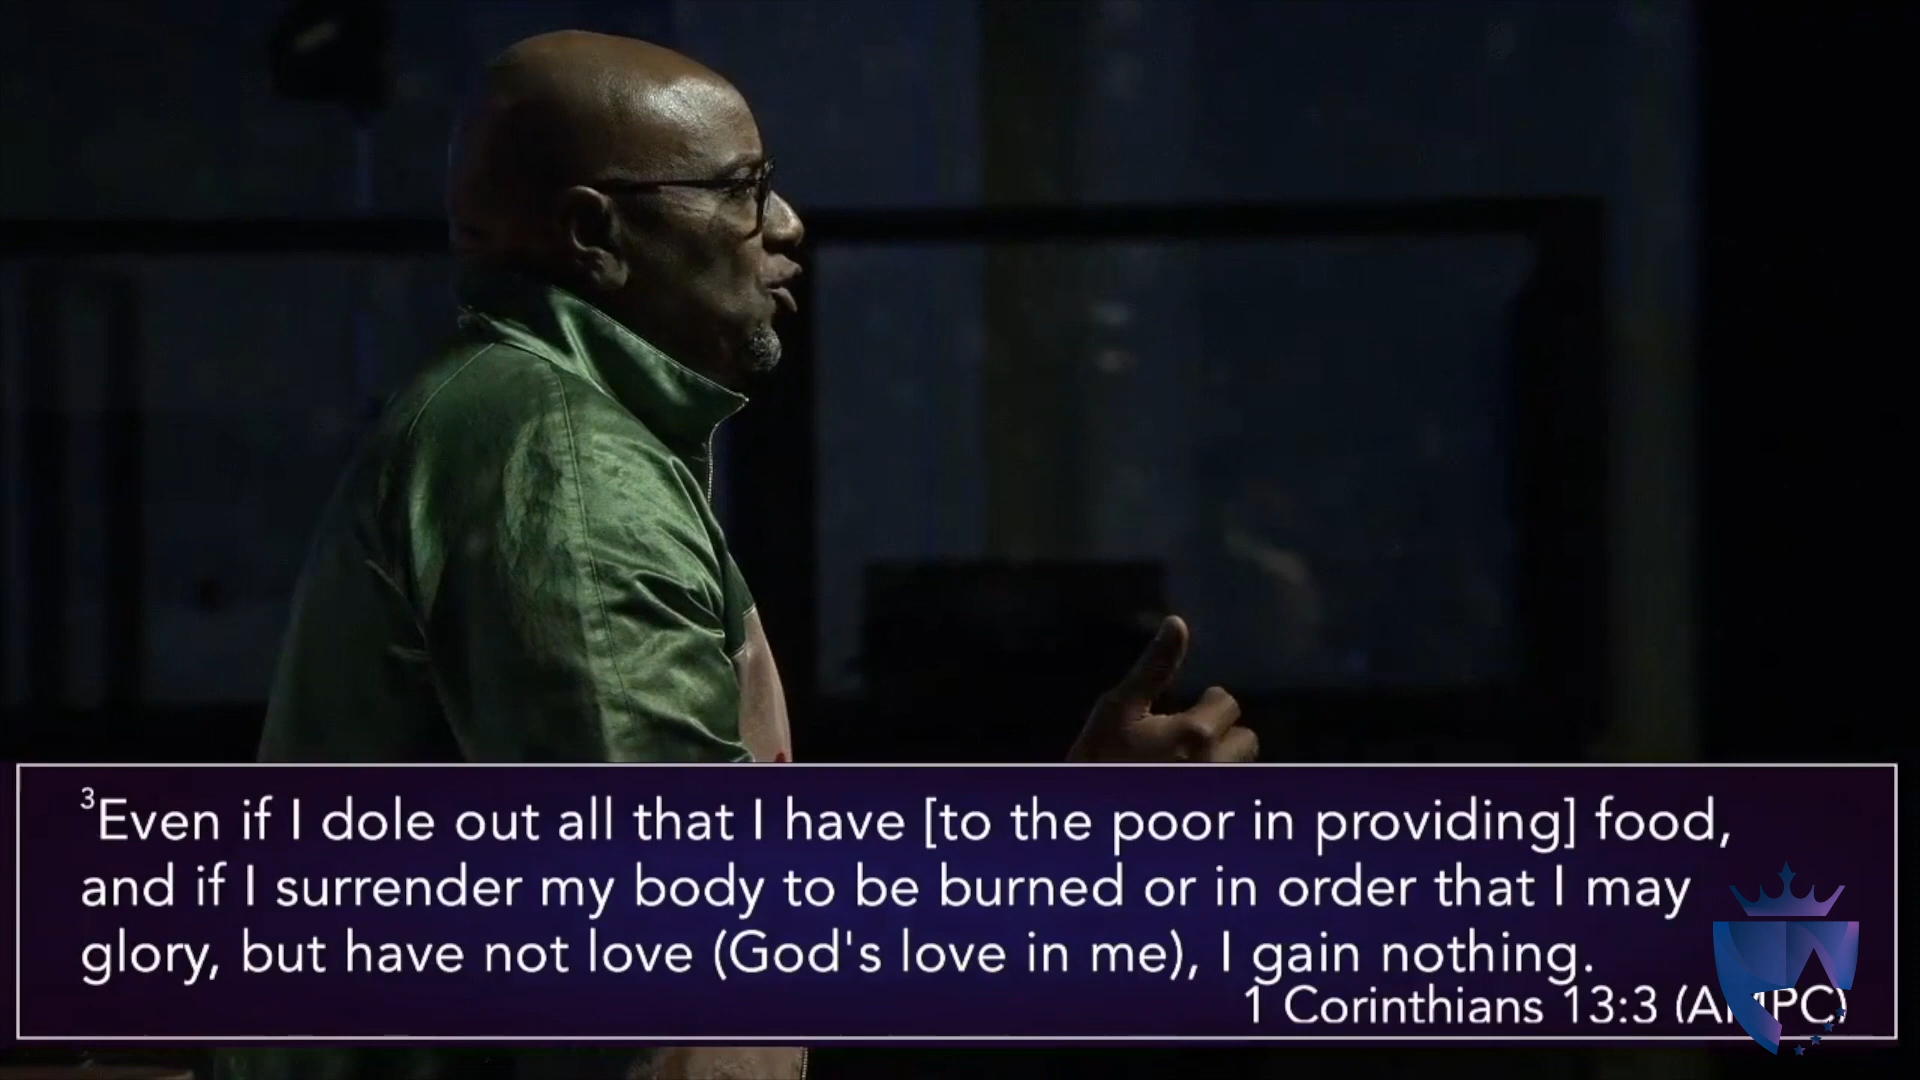 ³Even if I dole out all that I have [to the poor in providing] food,
and if I surrender my body to be burned or in order that I may
glory, but have not love (God's love in me), I gain nothing.
1 Corinthians 13:3 (AMPC)